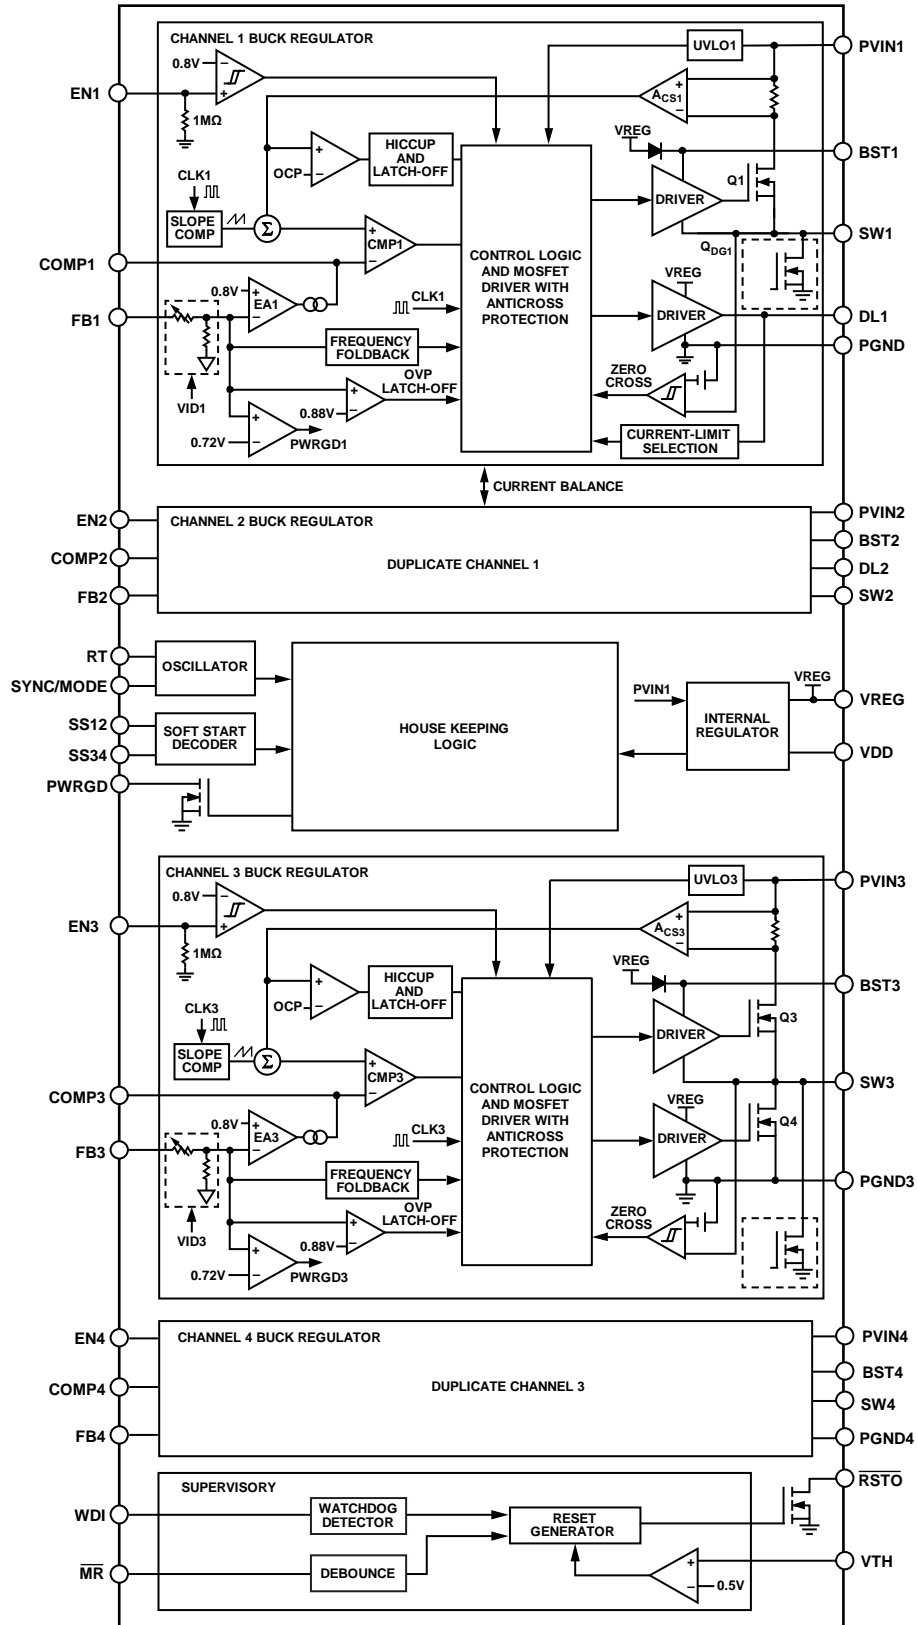 CHANNEL 1 BUCK REGULATOR
UVLO1
PVIN1
0.8V
−
+
EN1
1MΩ
ACS1
+
−
VREG
BST1
HICCUP
AND
LATCH-OFF
+
OCP
−
Q1
CLK1
DRIVER
SLOPE
COMP
Σ
+
CMP1
−
SW1
QDG1
COMP1
CONTROL LOGIC
AND MOSFET
DRIVER WITH
ANTICROSS
PROTECTION
VREG
0.8V
+
EA1
−
CLK1
FB1
DRIVER
DL1
FREQUENCY
FOLDBACK
PGND
OVP
LATCH-OFF
ZERO
CROSS
VID1
+
0.88V
−
+
0.72V
−
PWRGD1
CURRENT-LIMIT
SELECTION
CURRENT BALANCE
EN2
CHANNEL 2 BUCK REGULATOR
PVIN2
BST2
COMP2
DUPLICATE CHANNEL 1
DL2
FB2
SW2
RT
OSCILLATOR
SYNC/MODE
PVIN1
VREG
VREG
SS12
SOFT START
DECODER
HOUSE KEEPING
LOGIC
INTERNAL
REGULATOR
SS34
VDD
PWRGD
CHANNEL 3 BUCK REGULATOR
UVLO3
PVIN3
0.8V
−
+
EN3
1MΩ
ACS3
+
−
VREG
BST3
HICCUP
AND
LATCH-OFF
+
OCP
−
Q3
CLK3
DRIVER
SLOPE
COMP
Σ
+
CMP3
−
SW3
COMP3
CONTROL LOGIC
AND MOSFET
DRIVER WITH
ANTICROSS
PROTECTION
VREG
0.8V
+
EA3
−
CLK3
Q4
FB3
DRIVER
FREQUENCY
FOLDBACK
PGND3
OVP
LATCH-OFF
ZERO
CROSS
VID3
+
0.88V
−
+
0.72V
−
PWRGD3
EN4
CHANNEL 4 BUCK REGULATOR
PVIN4
BST4
COMP4
DUPLICATE CHANNEL 3
SW4
FB4
PGND4
SUPERVISORY
RSTO
WDI
WATCHDOG
DETECTOR
RESET
GENERATOR
MR
DEBOUNCE
+
−
0.5V
VTH